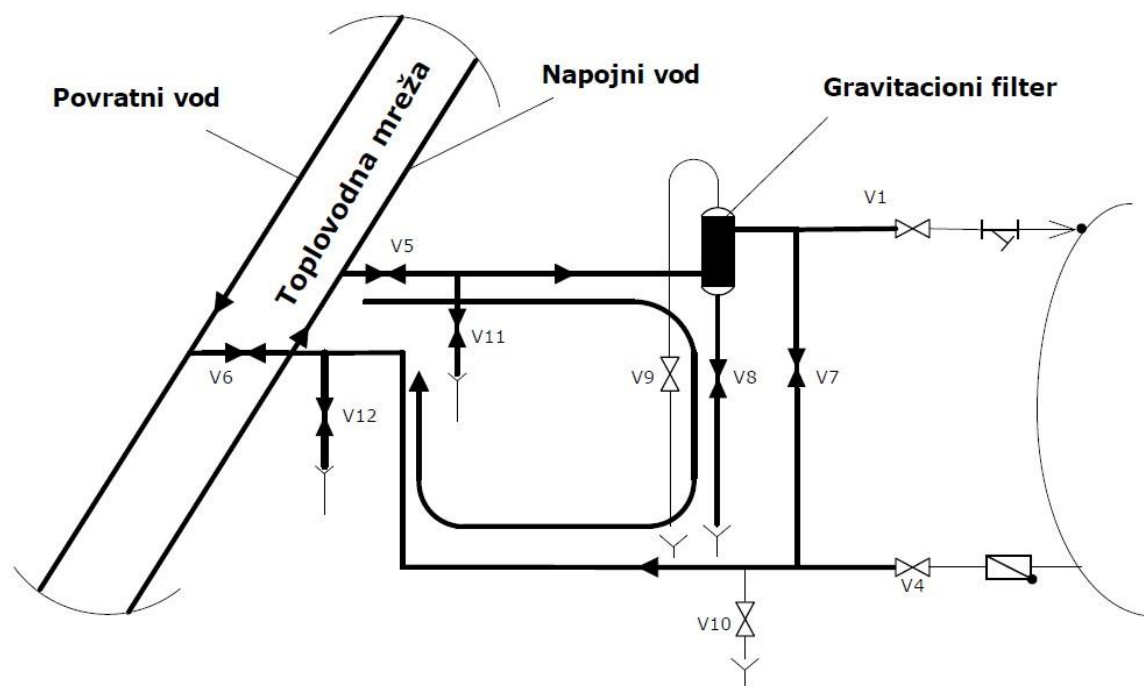 Povratni vod
Napojni vod
Gravitacioni filter
Toplovodna mreža
V1
V5
V11
V6
V12
V9
V8
V7
V4
V10